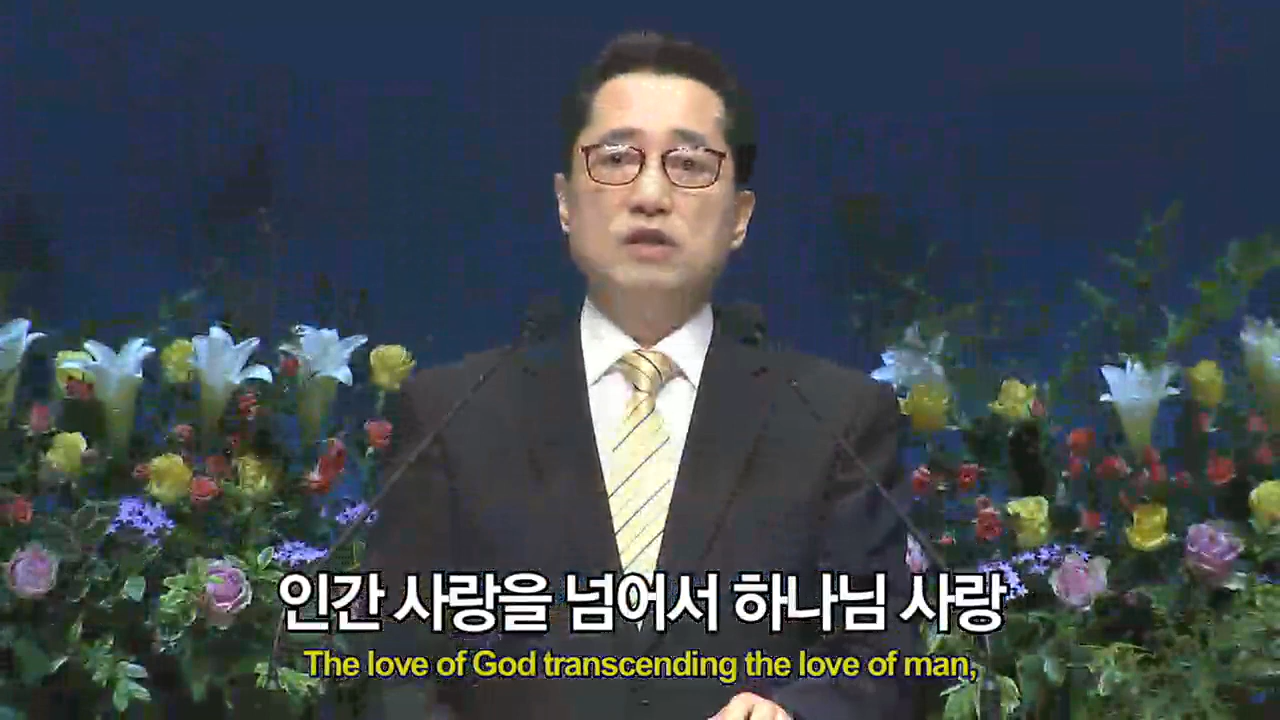 인간 사랑을 넘어서 하나님 사랑
The love of God transcending the love of man,